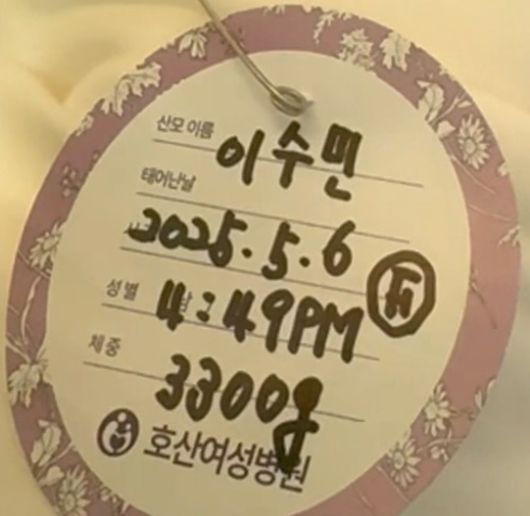 산모 이름 이수민
태어난날
2025.5.6
성별 남 4:49PM
체중 3300g
호산여성병원